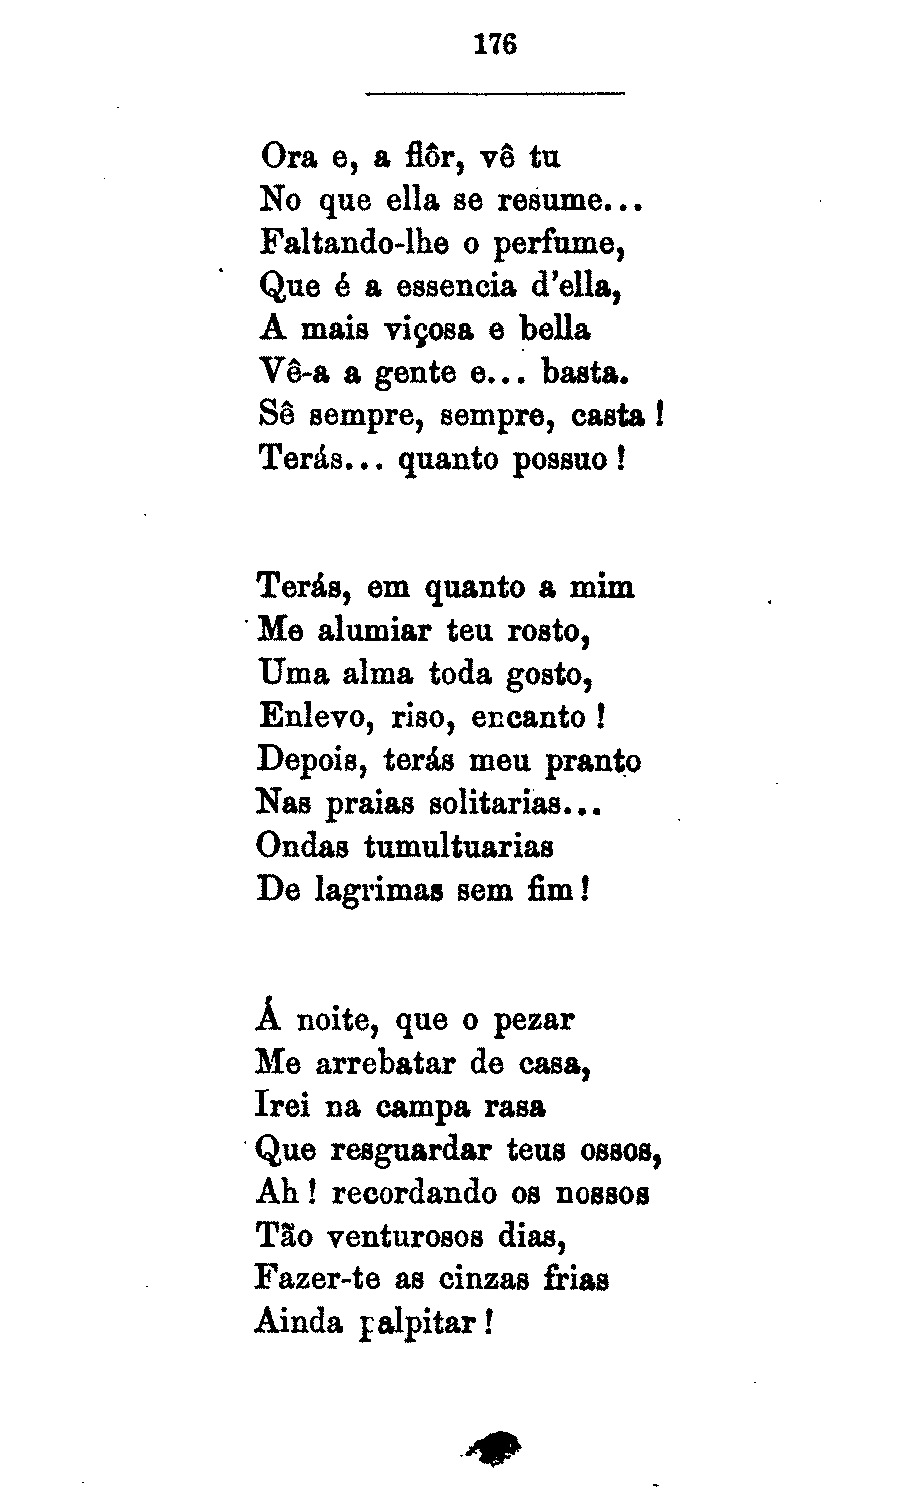 176
Ora e, a flôr, vê tu
No que ella se resume...
Faltando-lhe o perfume,
Que é a essencia d'ella,
A mais viçosa e bella
Vê-a a gente e... basta.
Sê sempre, sempre, casta !
Terás... quanto possuo !
Terás, em quanto a mim
Me alumiar teu rosto,
Uma alma toda gosto,
Enlevo, riso, encanto !
Depois, terás meu pranto
Nas praias solitarias...
Ondas tumultuarias
De lagrimas sem fim !
Á noite, que o pezar
Me arrebatar de casa,
Irei na campa rasa
Que resguardar teus ossos,
Ah ! recordando os nossos
Tão venturosos dias,
Fazer-te as cinzas frias
Ainda palpitar !